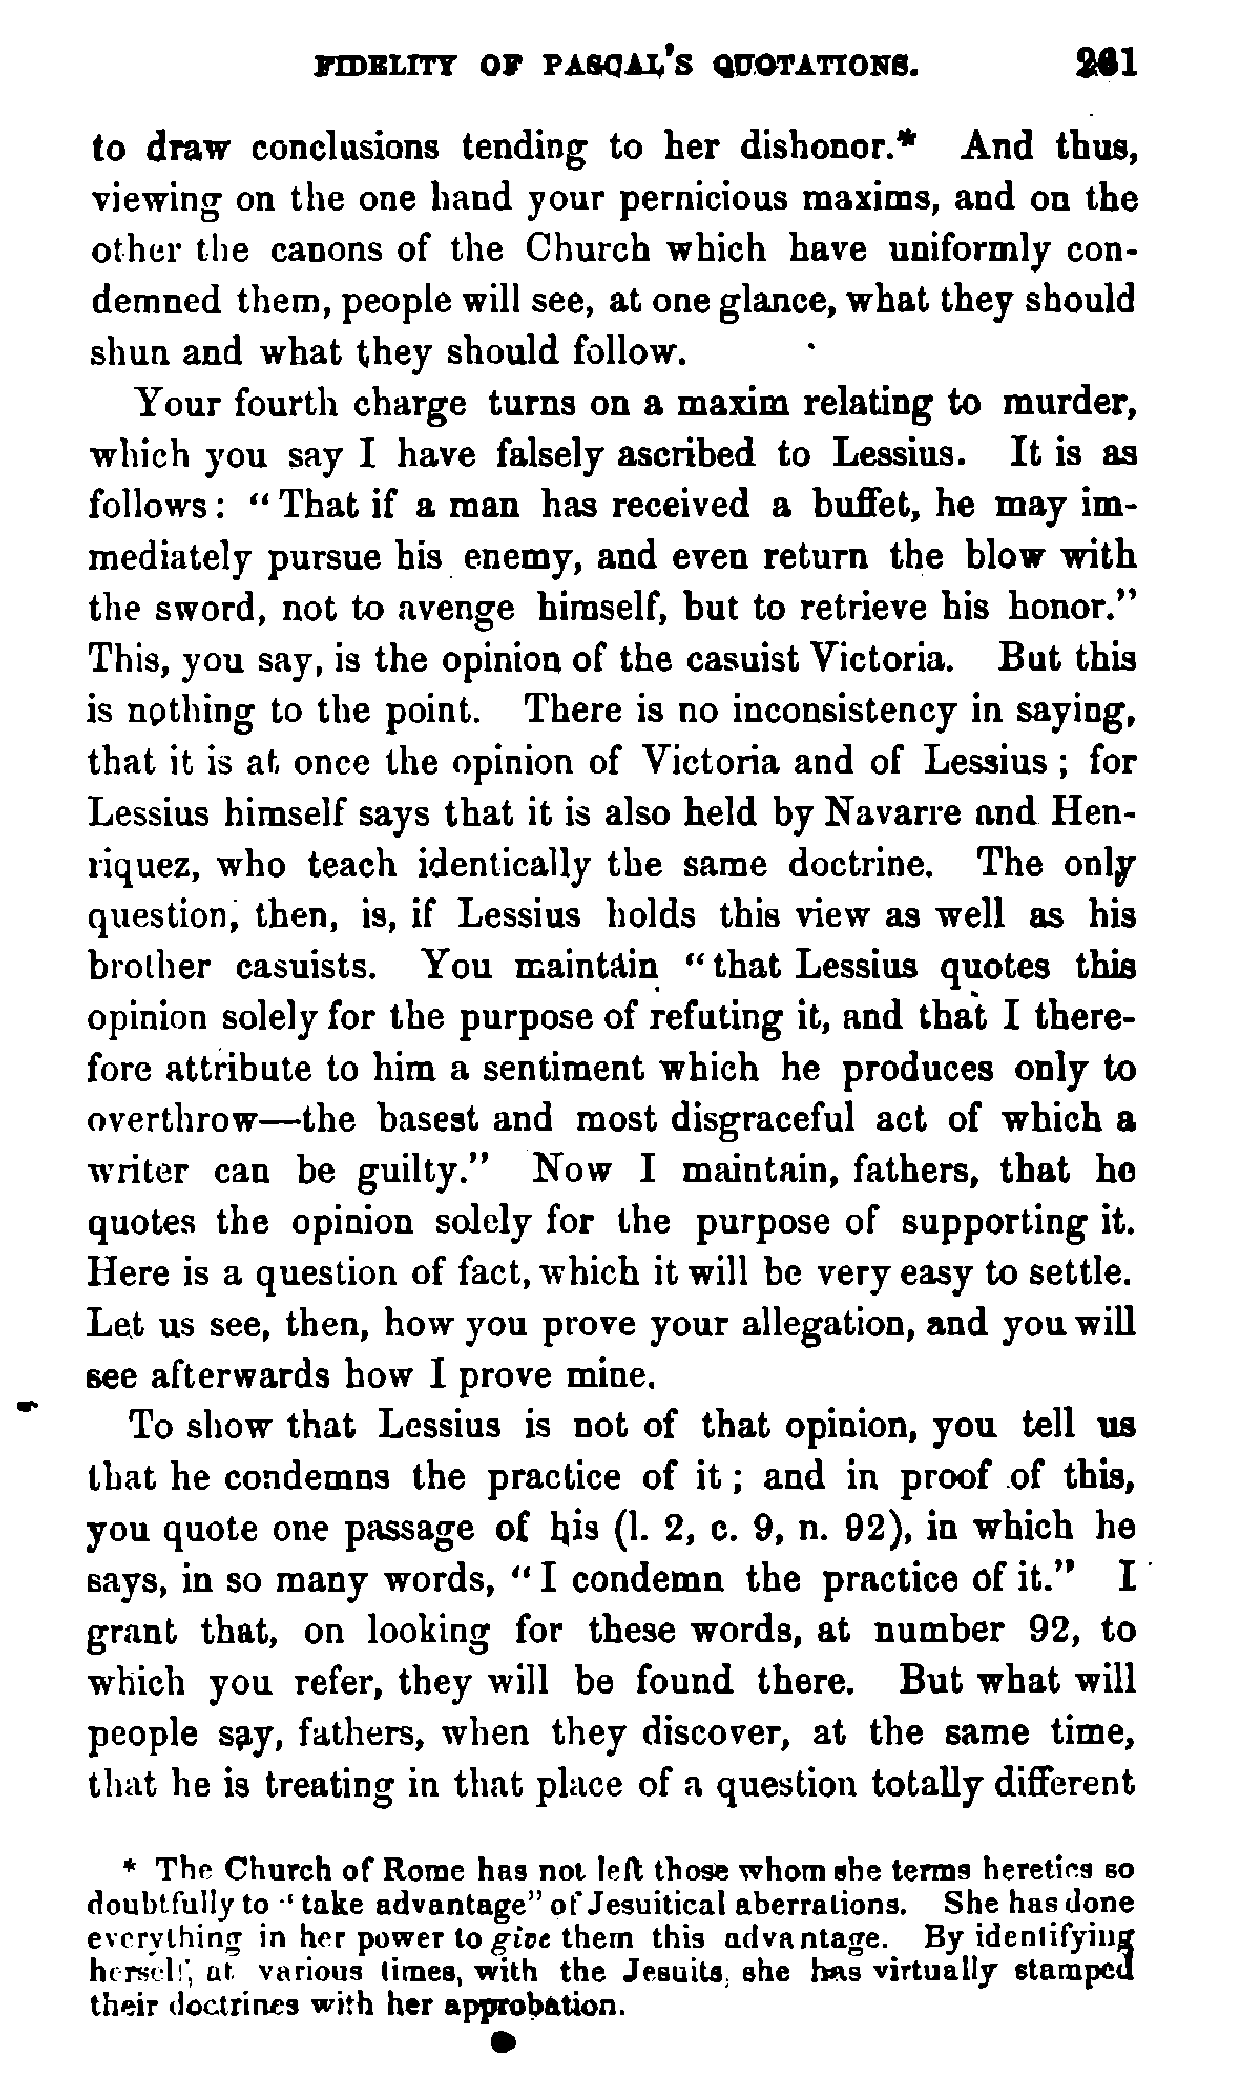 FIDELITY OF PASCAL'S QUOTATIONS. 261
to draw conclusions tending to her dishonor.* And thus,
viewing on the one hand your pernicious maxims, and on the
other the canons of the Church which have uniformly con-
demned them, people will see, at one glance, what they should
shun and what they should follow.
Your fourth charge turns on a maxim relating to murder,
which you say I have falsely ascribed to Lessius. It is as
follows: "That if a man has received a buffet, he may im-
mediately pursue his enemy, and even return the blow with
the sword, not to avenge himself, but to retrieve his honor."
This, you say, is the opinion of the casuist Victoria. But this
is nothing to the point. There is no inconsistency in saying,
that it is at once the opinion of Victoria and of Lessius; for
Lessius himself says that it is also held by Navarre and Hen-
riquez, who teach identically the same doctrine. The only
question, then, is, if Lessius holds this view as well as his
brother casuists. You maintain "that Lessius quotes this
opinion solely for the purpose of refuting it, and that I there-
fore attribute to him a sentiment which he produces only to
overthrow—the basest and most disgraceful act of which a
writer can be guilty." Now I maintain, fathers, that he
quotes the opinion solely for the purpose of supporting it.
Here is a question of fact, which it will be very easy to settle.
Let us see, then, how you prove your allegation, and you will
see afterwards how I prove mine.
To show that Lessius is not of that opinion, you tell us
that he condemns the practice of it; and in proof of this,
you quote one passage of his (l. 2, c. 9, n. 92), in which he
says, in so many words, "I condemn the practice of it." I
grant that, on looking for these words, at number 92, to
which you refer, they will be found there. But what will
people say, fathers, when they discover, at the same time,
that he is treating in that place of a question totally different
* The Church of Rome has not left those whom she terms heretics so
doubtfully to "take advantage" of Jesuitical aberrations. She has done
everything in her power to give them this advantage. By identifying
herself, at various times, with the Jesuits, she has virtually stamped
their doctrines with her approbation.